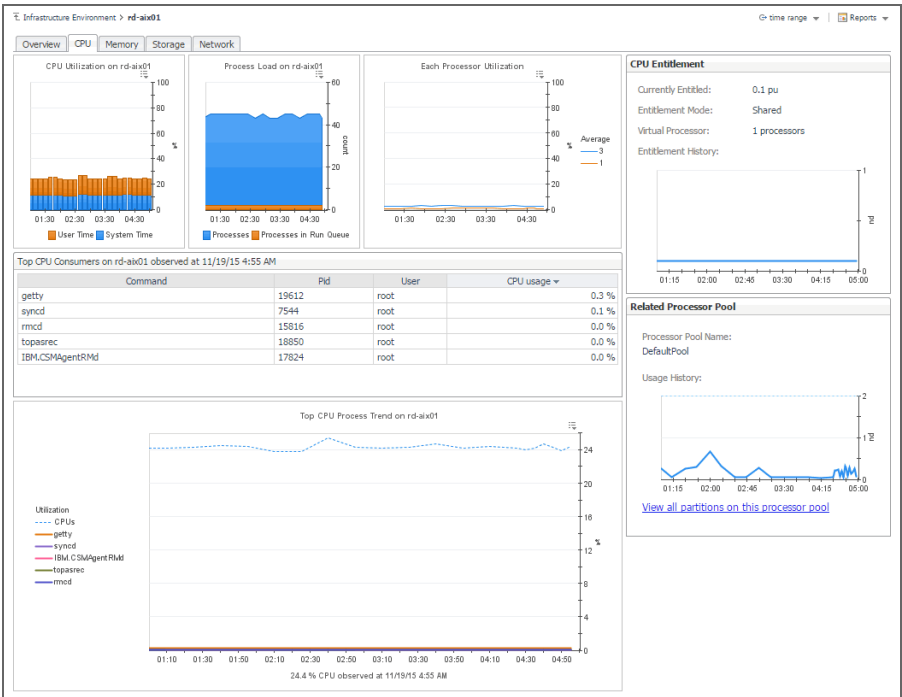 Infrastructure Environment > rd-aix01
time range
Reports
Overview CPU Memory Storage Network
CPU Utilization on rd-aix01
100
80
60
%
40
20
0
01:30 02:30 03:30 04:30
User Time System Time
Process Load on rd-aix01
60
40
count
20
0
01:30 02:30 03:30 04:30
Processes Processes in Run Queue
Each Processor Utilization
100
80
60
%
40
20
0
01:30 02:30 03:30 04:30
Average
3
1
CPU Entitlement
Currently Entitled: 0.1 pu
Entitlement Mode: Shared
Virtual Processor: 1 processors
Entitlement History:
1
pu
0
01:15 02:00 02:45 03:30 04:15 05:00
Top CPU Consumers on rd-aix01 observed at 11/19/15 4:55 AM
Command Pid User CPU usage
getty 19612 root 0.3 %
syncd 7544 root 0.1 %
rmcd 15816 root 0.0 %
topasrec 18850 root 0.0 %
IBM.CSMAgentRMd 17824 root 0.0 %
Related Processor Pool
Processor Pool Name:
DefaultPool
Usage History:
2
1
pu
0
01:15 02:00 02:45 03:30 04:15 05:00
View all partitions on this processor pool
Top CPU Process Trend on rd-aix01
Utilization
CPUs
getty
syncd
IBM.CSMAgentRMd
topasrec
rmcd
24
20
16
%
12
8
4
0
01:10 01:30 01:50 02:10 02:30 02:50 03:10 03:30 03:50 04:10 04:30 04:50
24.4 % CPU observed at 11/19/15 4:55 AM